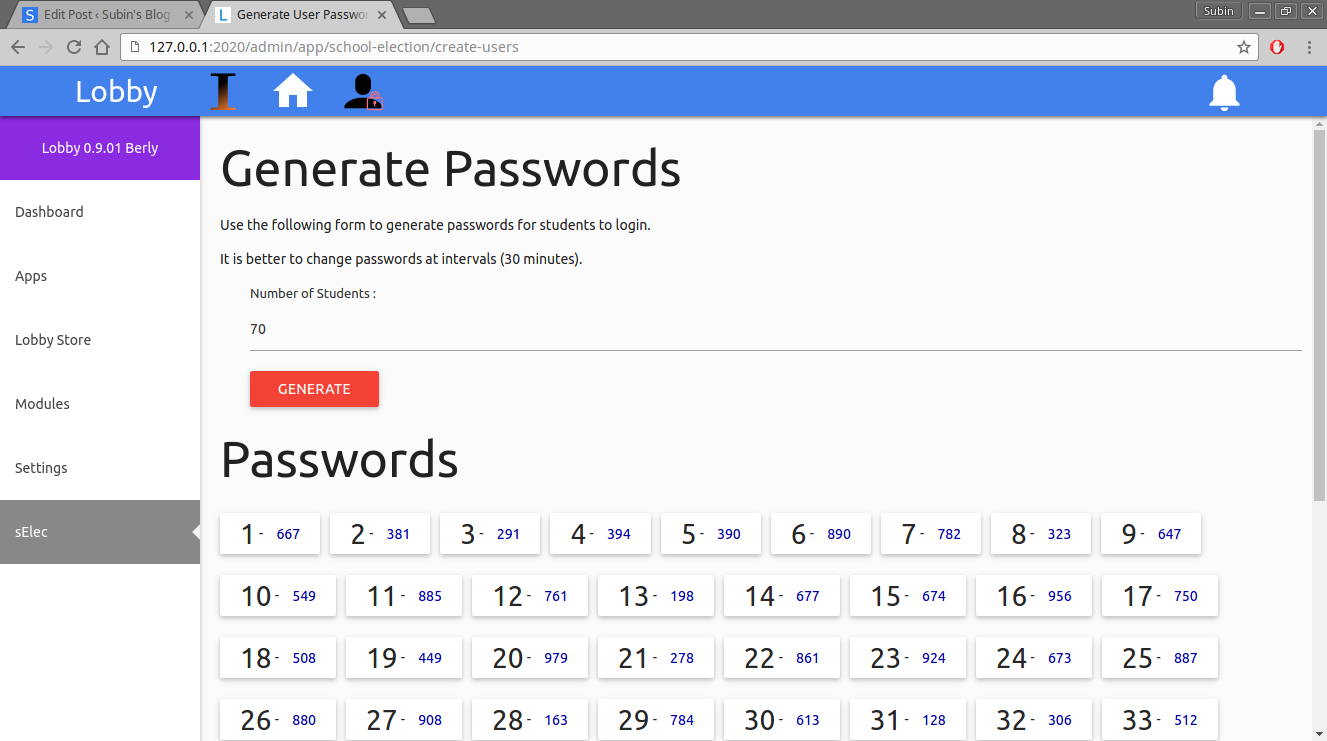 Edit Post ‹ Subin's Blog
Generate User Passwor
Subin
127.0.0.1:2020/admin/app/school-election/create-users
Lobby
Lobby 0.9.01 Berly
Dashboard
Apps
Lobby Store
Modules
Settings
sElec
Generate Passwords
Use the following form to generate passwords for students to login.
It is better to change passwords at intervals (30 minutes).
Number of Students :
70
GENERATE
Passwords
1 - 667 2 - 381 3 - 291 4 - 394 5 - 390 6 - 890 7 - 782 8 - 323 9 - 647
10 - 549 11 - 885 12 - 761 13 - 198 14 - 677 15 - 674 16 - 956 17 - 750
18 - 508 19 - 449 20 - 979 21 - 278 22 - 861 23 - 924 24 - 673 25 - 887
26 - 880 27 - 908 28 - 163 29 - 784 30 - 613 31 - 128 32 - 306 33 - 512